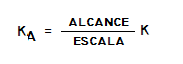 K_A = ALCANCE / ESCALA K